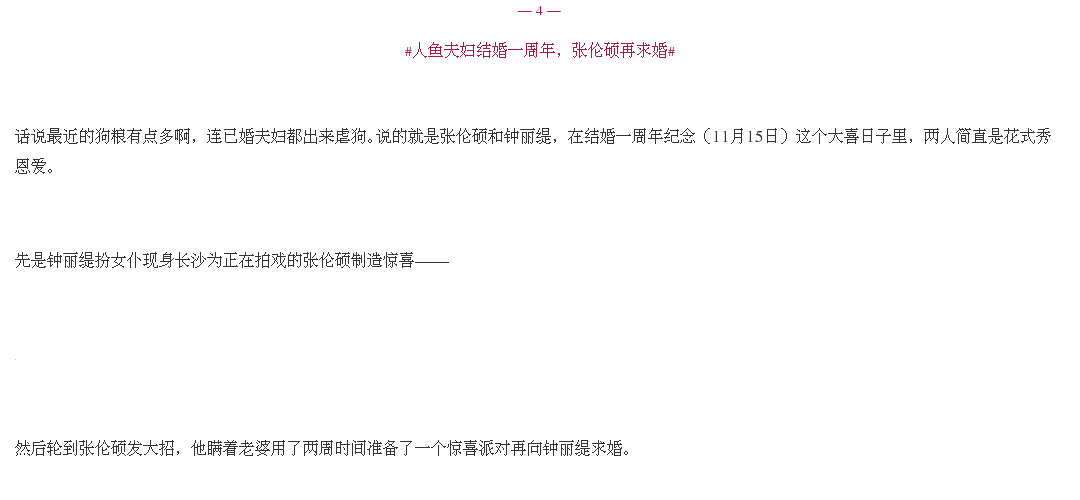 — 4 —
#人鱼夫妇结婚一周年，张伦硕再求婚#
话说最近的狗粮有点多啊，连已婚夫妇都出来虐狗。说的就是张伦硕和钟丽缇，在结婚一周年纪念（11月15日）这个大喜日子里，两人简直是花式秀
恩爱。
先是钟丽缇扮女仆现身长沙为正在拍戏的张伦硕制造惊喜——
然后轮到张伦硕发大招，他瞒着老婆用了两周时间准备了一个惊喜派对再向钟丽缇求婚。